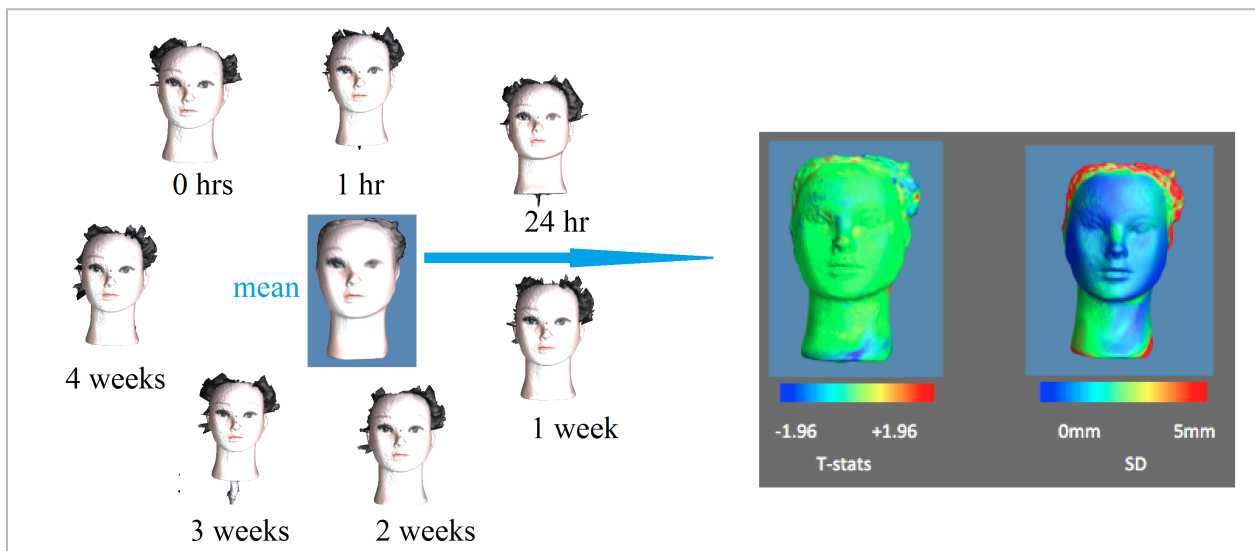 0 hrs
1 hr
24 hr
mean
4 weeks
1 week
3 weeks
2 weeks
-1.96 +1.96
T-stats
0mm 5mm
SD